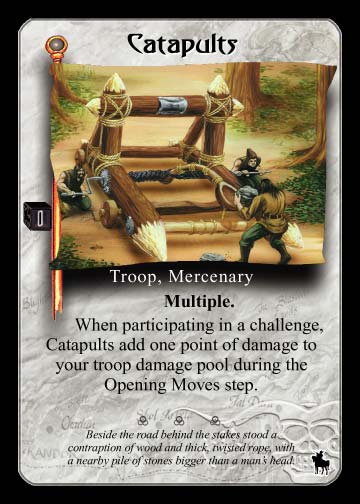 Catapults
0
Troop, Mercenary
Multiple.
When participating in a challenge,
Catapults add one point of damage to
your troop damage pool during the
Opening Moves step.
Beside the road behind the stakes stood a
contraption of wood and thick, twisted rope, with
a nearby pile of stones bigger than a man's head.